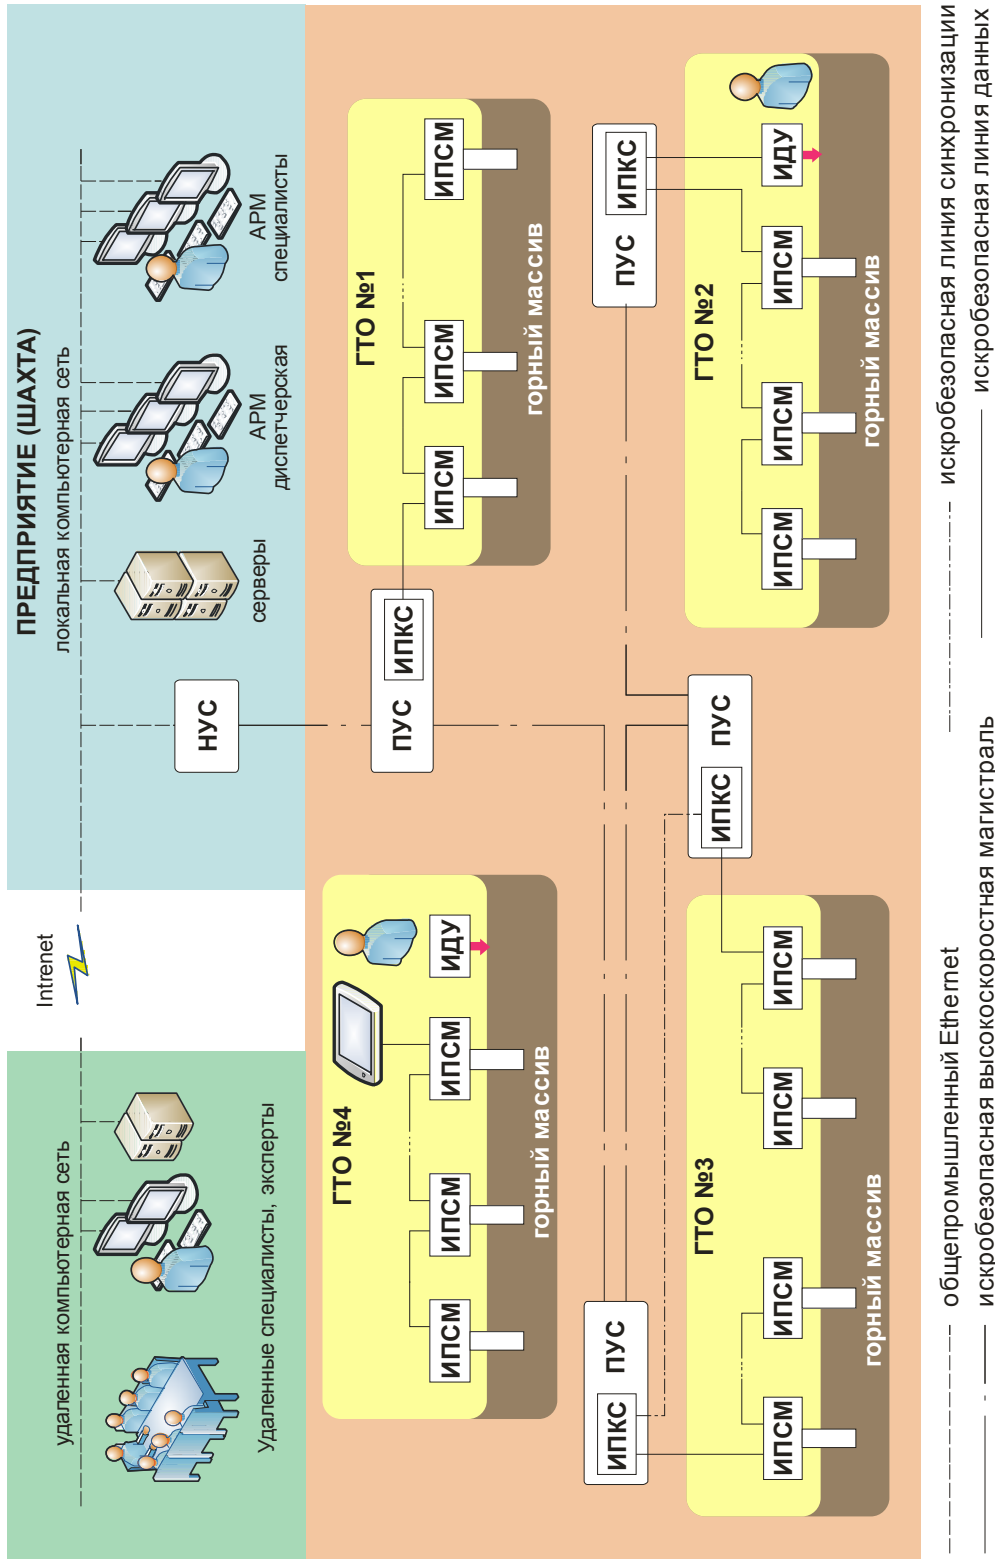 удаленная компьютерная сеть
Удаленные специалисты, эксперты
Intrenet
ПРЕДПРИЯТИЕ (ШАХТА)
локальная компьютерная сеть
серверы
АРМ
диспетчерская
АРМ
специалисты
НУС
ГТО №4
ИПСМ
ИПСМ
ИПСМ
ИДУ
горный массив
ПУС
ИПКС
ГТО №1
ИПСМ
ИПСМ
ИПСМ
горный массив
ИПКС
ПУС
ИПКС
ПУС
ПУС
ИПКС
ГТО №3
ИПСМ
ИПСМ
ИПСМ
ИПСМ
горный массив
ГТО №2
ИПСМ
ИПСМ
ИПСМ
ИДУ
горный массив
общепромышленный Ethernet
искробезопасная линия синхронизации
искробезопасная высокоскоростная магистраль
искробезопасная линия данных